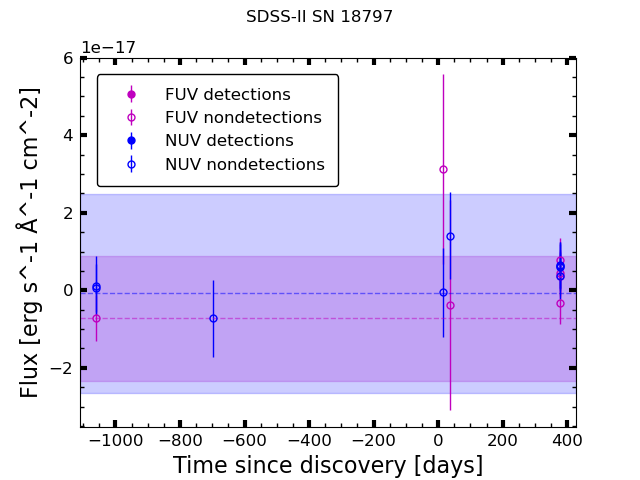 SDSS-II SN 18797
1e−17
FUV detections
FUV nondetections
NUV detections
NUV nondetections
6
4
2
0
−2
Flux [erg s^-1 Å^-1 cm^-2]
−1000 −800 −600 −400 −200 0 200 400
Time since discovery [days]